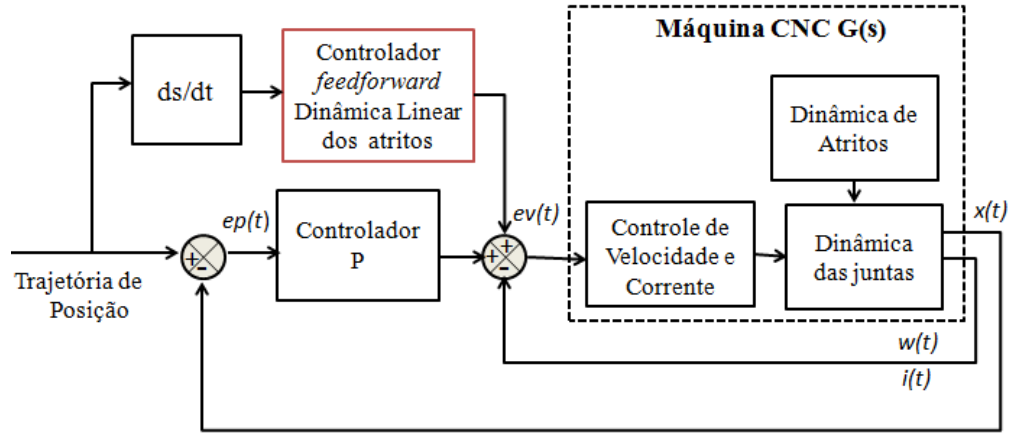 Máquina CNC G(s)
Controlador
feedforward
Dinâmica Linear
dos atritos
ds/dt
Dinâmica de
Atritos
ep(t)
Controlador
P
ev(t)
Controle de
Velocidade e
Corrente
Dinâmica
das juntas
x(t)
+
-
+
+
-
Trajetória de
Posição
w(t)
i(t)